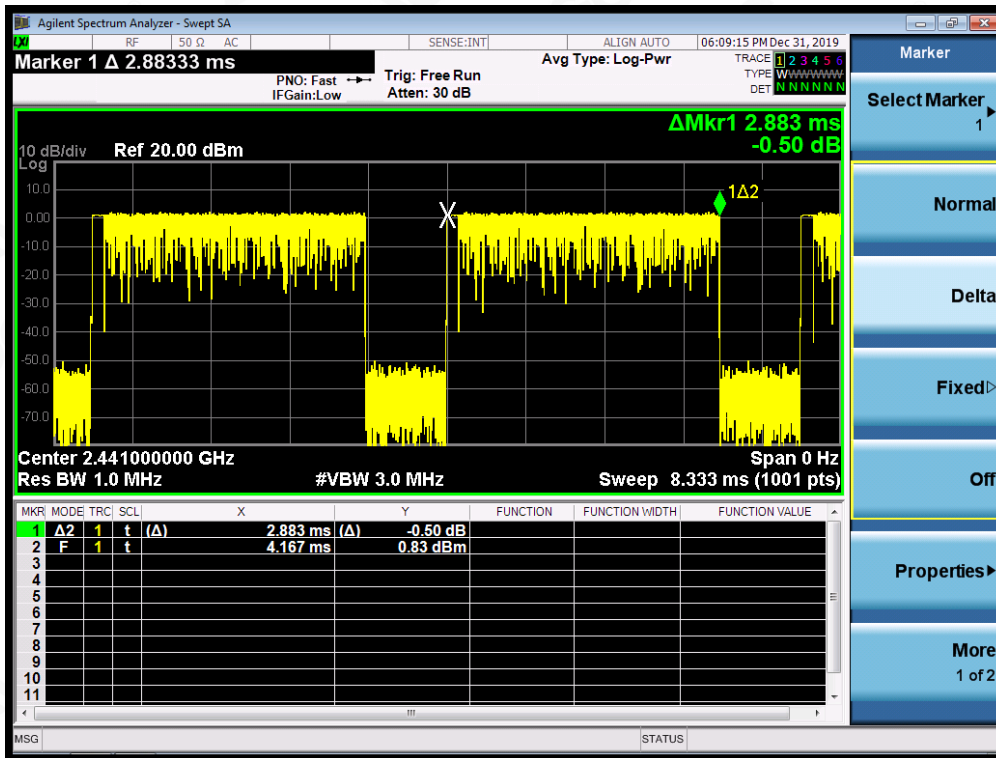 Agilent Spectrum Analyzer - Swept SA
LXI RF 50 Ω AC SENSE:INT ALIGN AUTO 06:09:15 PM Dec 31, 2019
Marker 1 Δ 2.88333 ms
PNO: Fast
IFGain:Low
Trig: Free Run
Atten: 30 dB
Avg Type: Log-Pwr
TRACE 1 2 3 4 5 6
TYPE WWWWWWW
DET N N N N N N
ΔMkr1 2.883 ms
-0.50 dB
10 dB/div Ref 20.00 dBm
Log
10.0
0.00
-10.0
-20.0
-30.0
-40.0
-50.0
-60.0
-70.0
1Δ2
X
Center 2.441000000 GHz Span 0 Hz
Res BW 1.0 MHz #VBW 3.0 MHz Sweep 8.333 ms (1001 pts)
MKR MODE TRC SCL X Y FUNCTION FUNCTION WIDTH FUNCTION VALUE
1 Δ2 1 t (Δ) 2.883 ms (Δ) -0.50 dB
2 F 1 t 4.167 ms 0.83 dBm
3
4
5
6
7
8
9
10
11
MSG STATUS
Marker
Select Marker
1
Normal
Delta
Fixed
Off
Properties
More
1 of 2